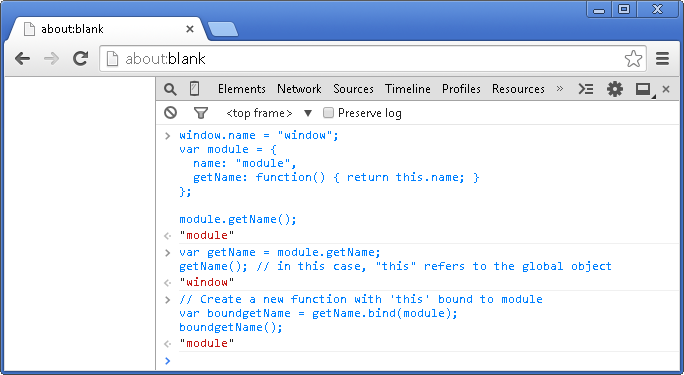 about:blank
about:blank
Elements Network Sources Timeline Profiles Resources »
<top frame> ▼ Preserve log
> window.name = "window";
var module = {
  name: "module",
  getName: function() { return this.name; }
};
module.getName();
"module"
> var getName = module.getName;
getName(); // in this case, "this" refers to the global object
"window"
> // Create a new function with 'this' bound to module
var boundgetName = getName.bind(module);
boundgetName();
"module"
>